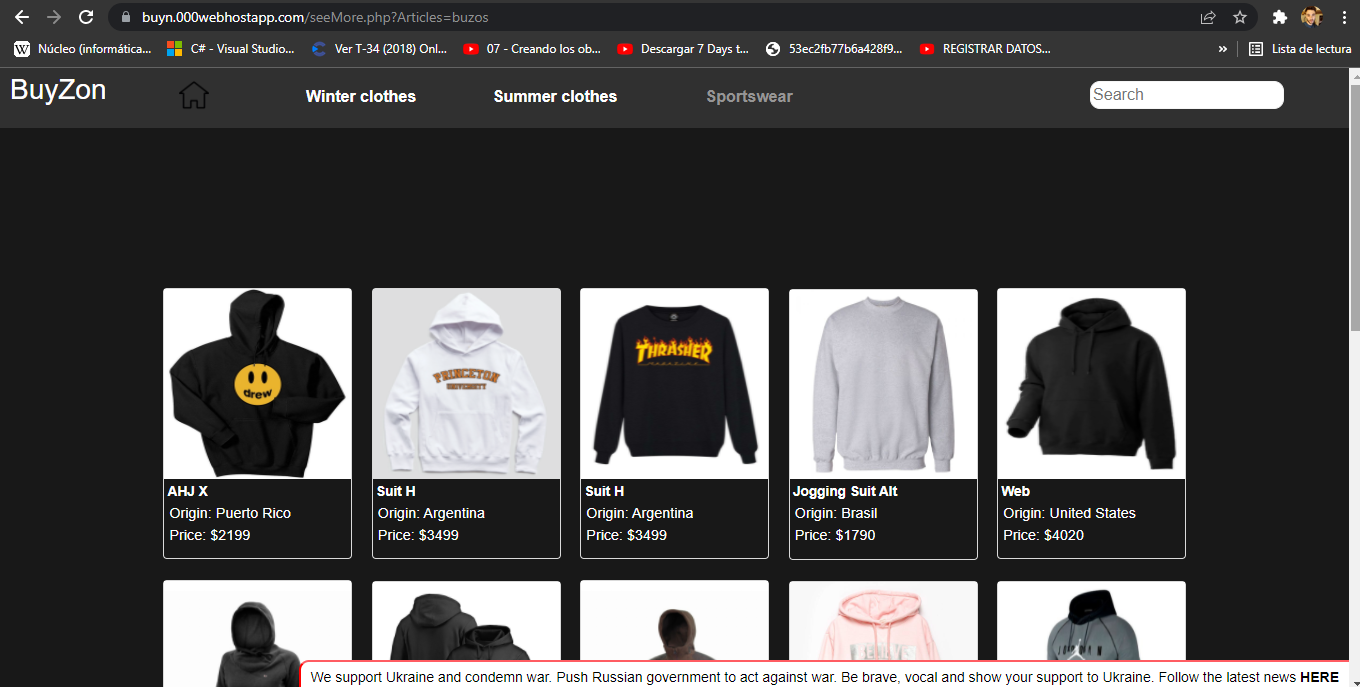 buyn.000webhostapp.com/seeMore.php?Articles=buzos
Núcleo (informática... C# - Visual Studio... Ver T-34 (2018) Onl... 07 - Creando los ob... Descargar 7 Days t... 53ec2fb77b6a428f9... REGISTRAR DATOS... » Lista de lectura
BuyZon Winter clothes Summer clothes Sportswear Search
drew
PRINCETON
UNIVERSITY
THRASHER
MAGAZINE
AHJ X Suit H Suit H Jogging Suit Alt Web
Origin: Puerto Rico Origin: Argentina Origin: Argentina Origin: Brasil Origin: United States
Price: $2199 Price: $3499 Price: $3499 Price: $1790 Price: $4020
JORDAN
We support Ukraine and condemn war. Push Russian government to act against war. Be brave, vocal and show your support to Ukraine. Follow the latest news HERE